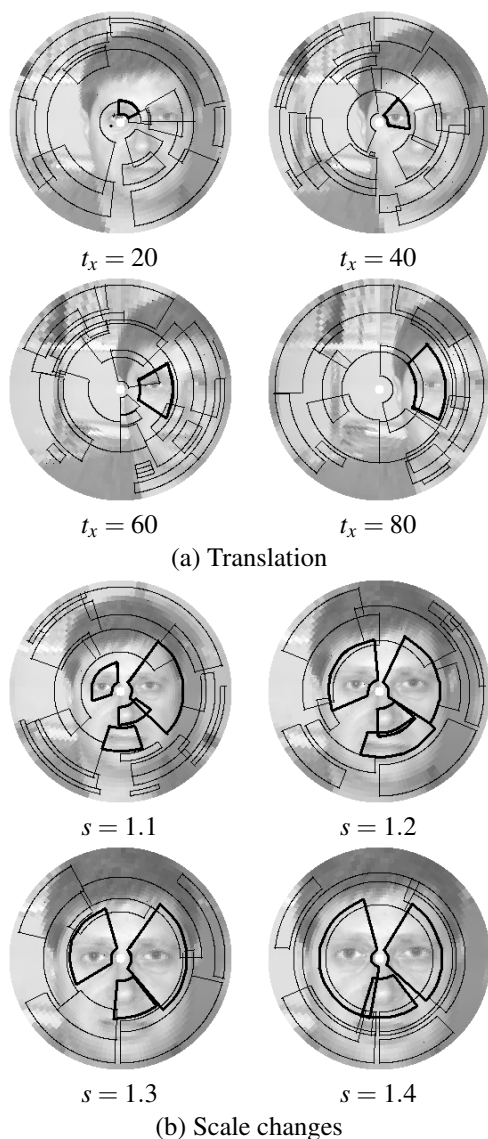 t_x = 20 t_x = 40
t_x = 60 t_x = 80
(a) Translation
s = 1.1 s = 1.2
s = 1.3 s = 1.4
(b) Scale changes